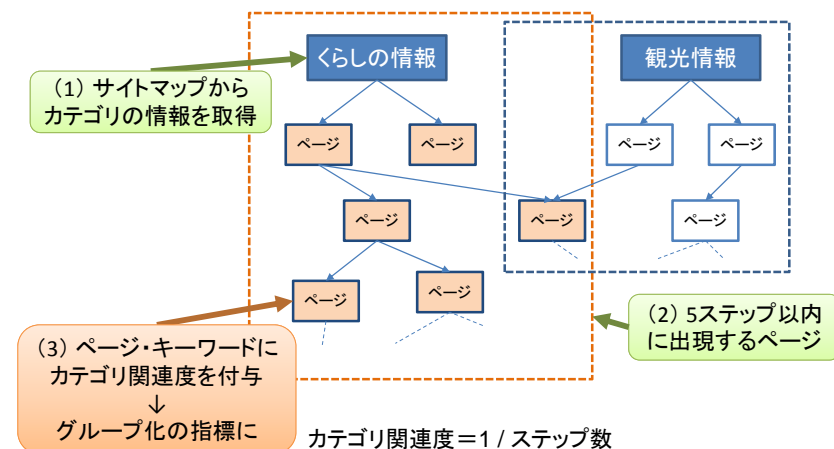 くらしの情報
観光情報
（1） サイトマップから
カテゴリの情報を取得
ページ
ページ
ページ
ページ
ページ
ページ
ページ
ページ
ページ
（2） 5ステップ以内
に出現するページ
（3） ページ・キーワードに
カテゴリ関連度を付与
↓
グループ化の指標に
カテゴリ関連度＝1 / ステップ数